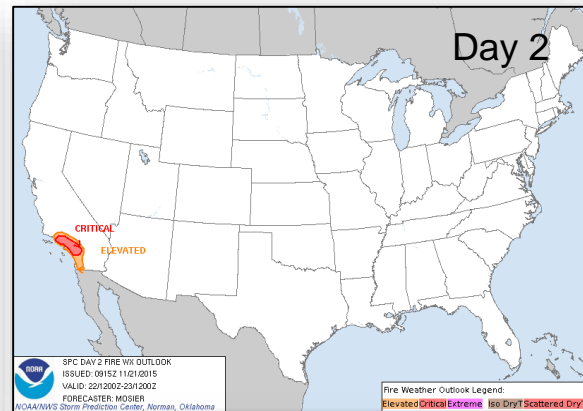 Day 2
CRITICAL
ELEVATED
NOAA
SPC DAY 2 FIRE WX OUTLOOK
ISSUED: 0915Z 11/21/2015
VALID: 22/1200Z-23/1200Z
FORECASTER: MOSIER
NOAA/NWS Storm Prediction Center, Norman, Oklahoma
Fire Weather Outlook Legend:
Elevated Critical Extreme Iso DryT Scattered Dry